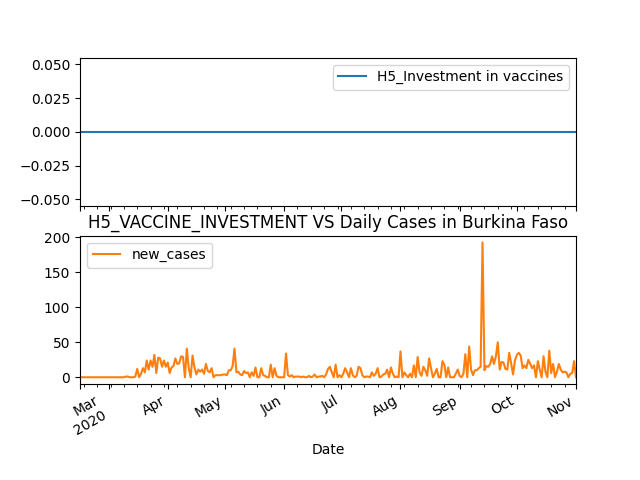 H5_Investment in vaccines
0.050
0.025
0.000
−0.025
−0.050
H5_VACCINE_INVESTMENT VS Daily Cases in Burkina Faso
new_cases
200
150
100
50
0
Mar
2020
Apr
May
Jun
Jul
Aug
Sep
Oct
Nov
Date